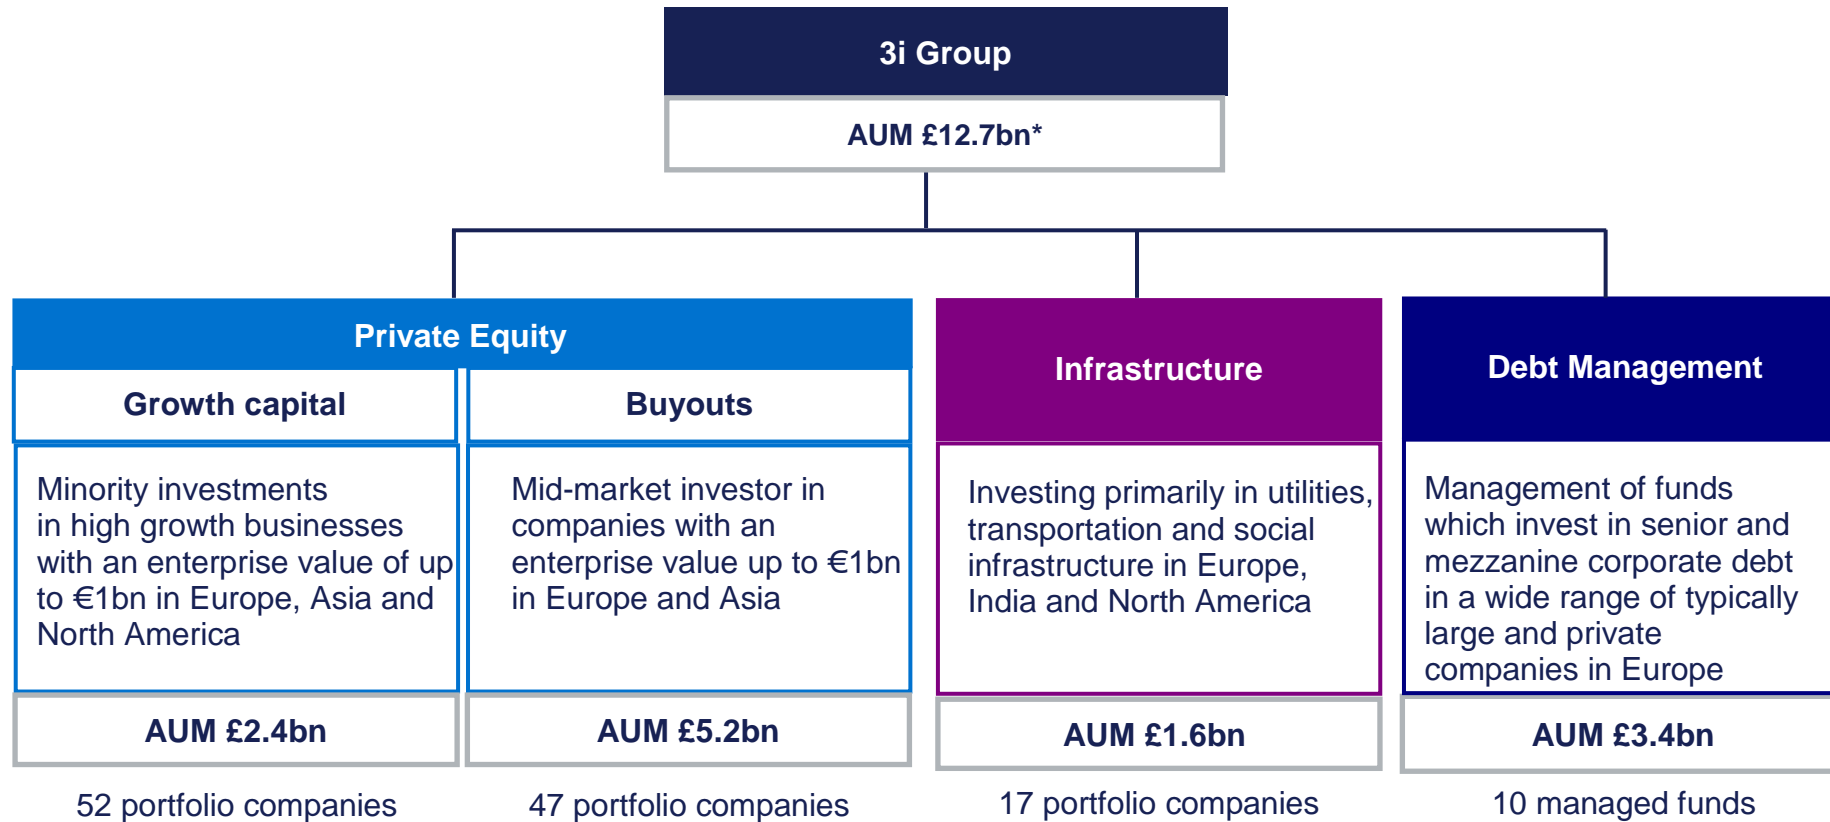 3i Group
AUM £12.7bn*
Private Equity
Growth capital
Minority investments
in high growth businesses
with an enterprise value of up
to €1bn in Europe, Asia and
North America
AUM £2.4bn
52 portfolio companies
Buyouts
Mid-market investor in
companies with an
enterprise value up to €1bn
in Europe and Asia
AUM £5.2bn
47 portfolio companies
Infrastructure
Investing primarily in utilities,
transportation and social
infrastructure in Europe,
India and North America
AUM £1.6bn
17 portfolio companies
Debt Management
Management of funds
which invest in senior and
mezzanine corporate debt
in a wide range of typically
large and private
companies in Europe
AUM £3.4bn
10 managed funds